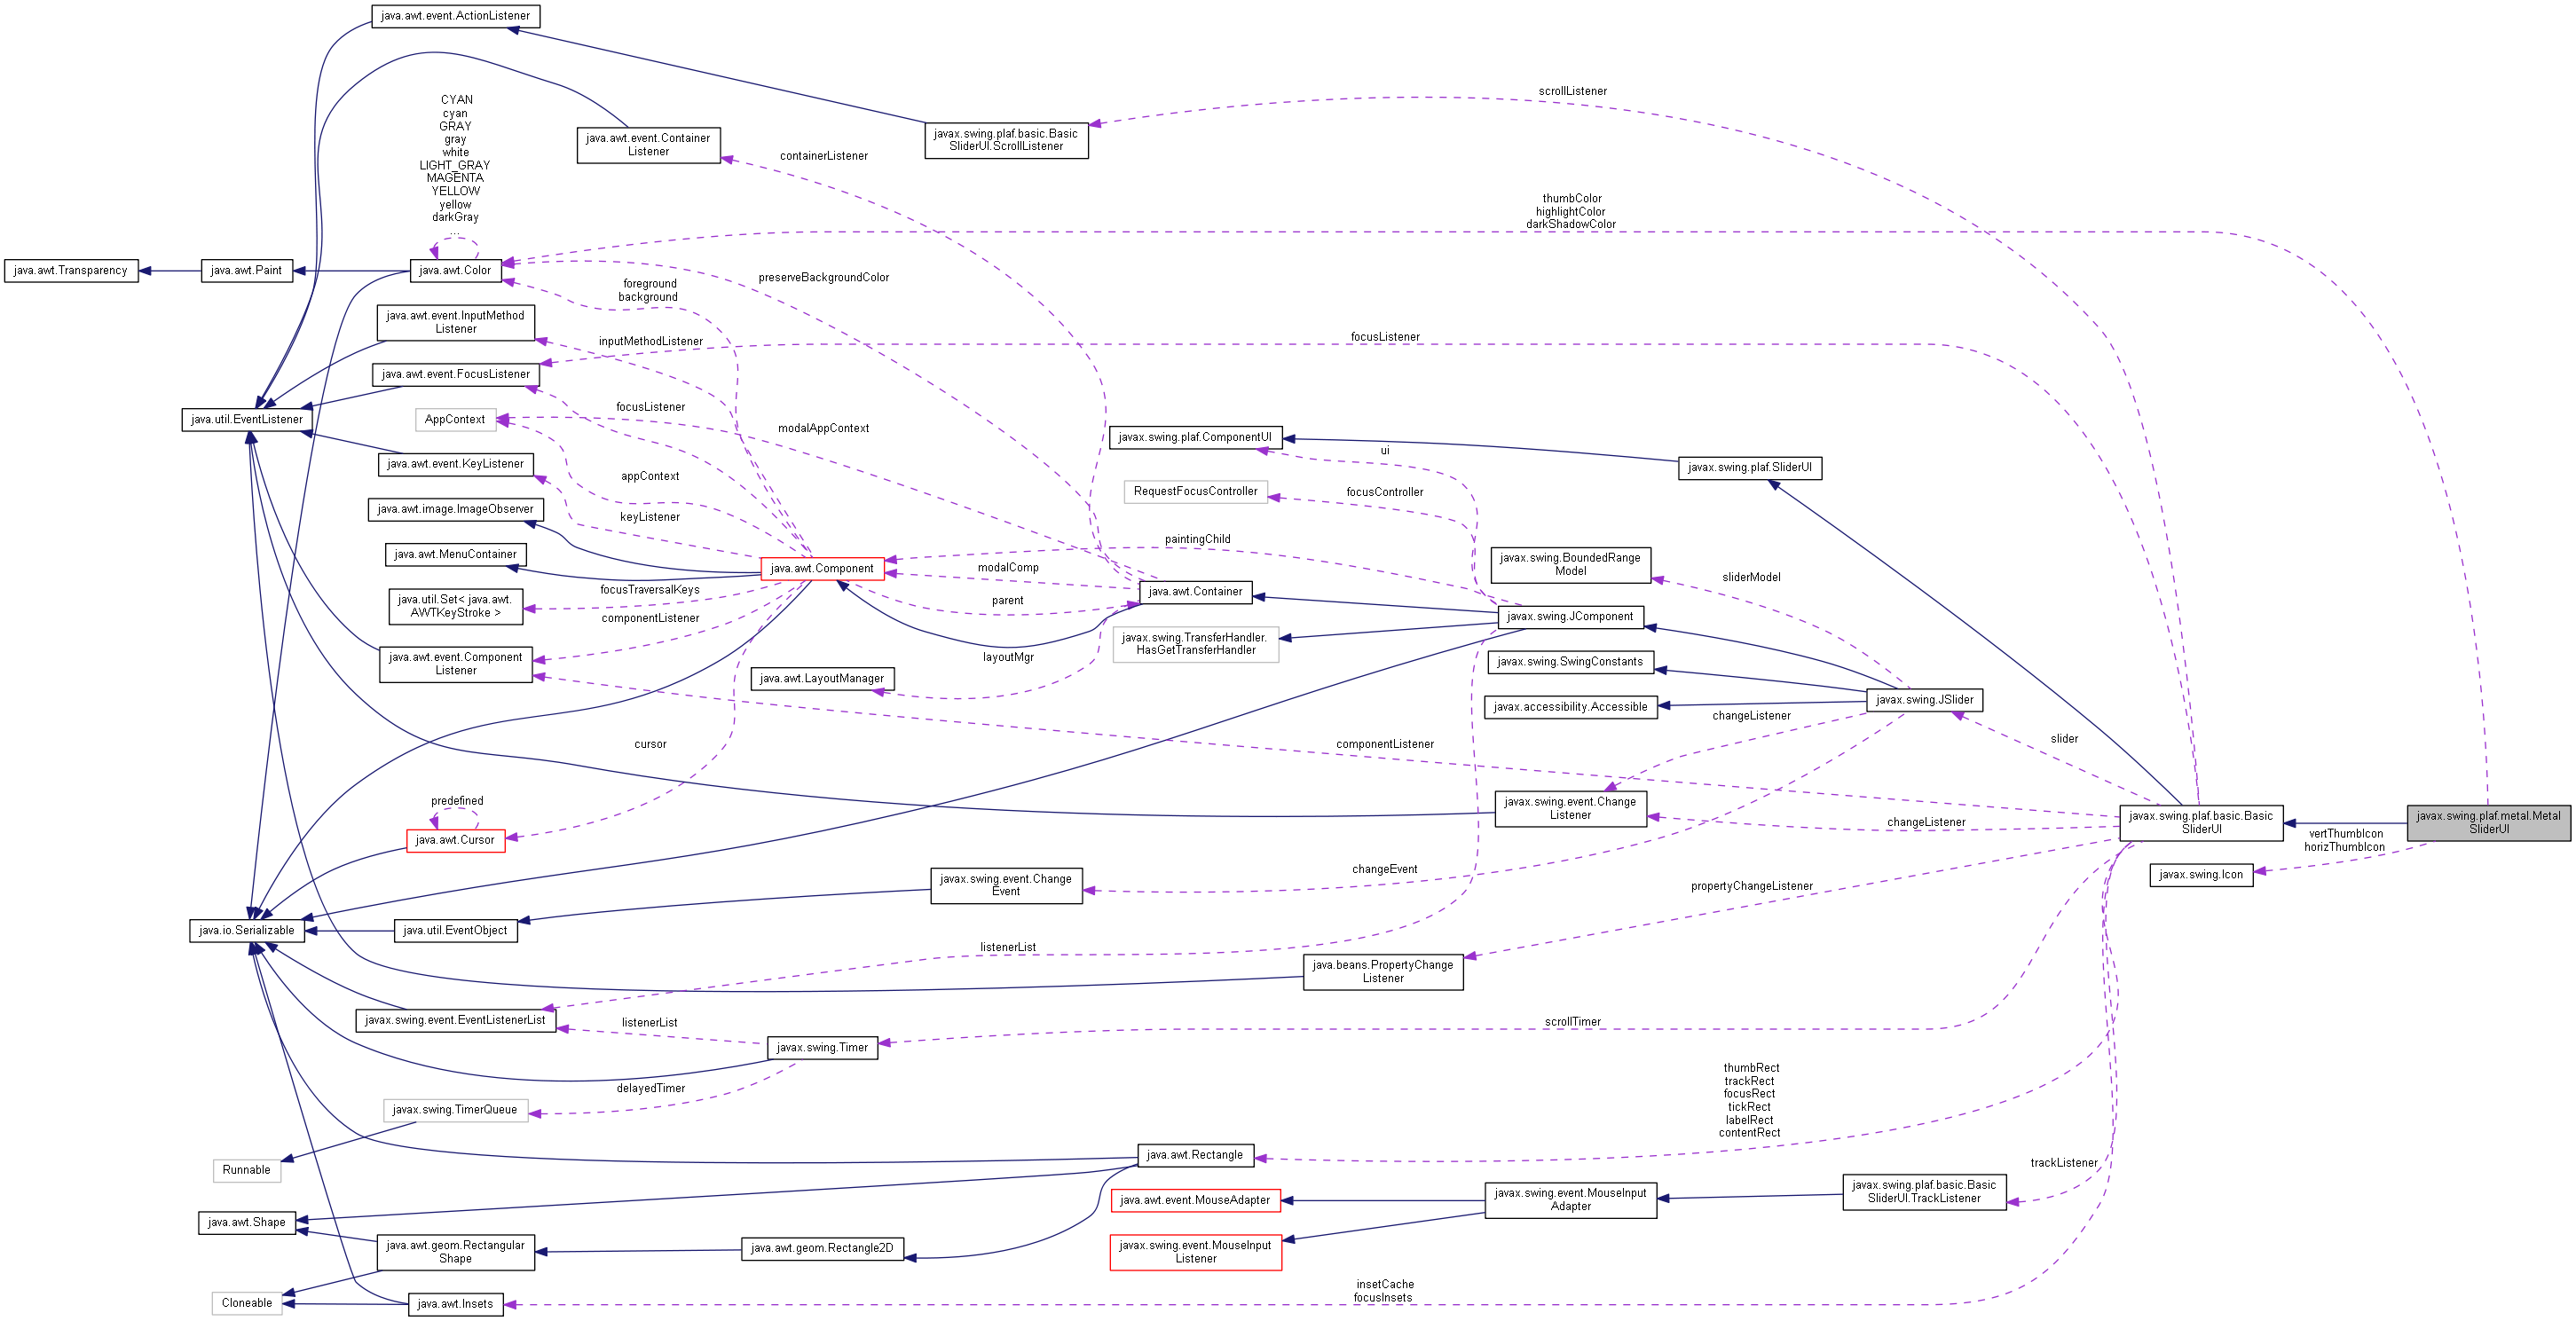 java.awt.event.ActionListener
scrollListener
CYAN
cyan
GRAY
gray
white
LIGHT_GRAY
MAGENTA
YELLOW
yellow
darkGray
...
java.awt.event.Container
Listener
containerListener
javax.swing.plaf.basic.Basic
SliderUI.ScrollListener
thumbColor
highlightColor
darkShadowColor
java.awt.Transparency
java.awt.Paint
java.awt.Color
foreground
background
preserveBackgroundColor
java.awt.event.InputMethod
Listener
inputMethodListener
focusListener
java.awt.event.FocusListener
focusListener
java.util.EventListener
AppContext
modalAppContext
javax.swing.plaf.ComponentUI
ui
java.awt.event.KeyListener
appContext
javax.swing.plaf.SliderUI
RequestFocusController
focusController
java.awt.image.ImageObserver
keyListener
java.awt.MenuContainer
java.awt.Component
modalComp
paintingChild
javax.swing.BoundedRange
Model
sliderModel
java.util.Set< java.awt.
AWTKeyStroke >
focusTraversalKeys
parent
java.awt.Container
componentListener
javax.swing.JComponent
javax.swing.TransferHandler.
HasGetTransferHandler
java.awt.event.Component
Listener
layoutMgr
java.awt.LayoutManager
javax.swing.SwingConstants
javax.accessibility.Accessible
javax.swing.JSlider
changeListener
cursor
componentListener
slider
predefined
java.awt.Cursor
javax.swing.event.Change
Listener
changeListener
javax.swing.plaf.basic.Basic
SliderUI
vertThumbIcon
horizThumbIcon
javax.swing.plaf.metal.Metal
SliderUI
javax.swing.Icon
javax.swing.event.Change
Event
changeEvent
propertyChangeListener
java.io.Serializable
java.util.EventObject
listenerList
java.beans.PropertyChange
Listener
javax.swing.event.EventListenerList
listenerList
scrollTimer
javax.swing.Timer
delayedTimer
javax.swing.TimerQueue
thumbRect
trackRect
focusRect
tickRect
labelRect
contentRect
Runnable
java.awt.Rectangle
trackListener
java.awt.event.MouseAdapter
javax.swing.event.MouseInput
Adapter
javax.swing.plaf.basic.Basic
SliderUI.TrackListener
java.awt.Shape
java.awt.geom.Rectangular
Shape
java.awt.geom.Rectangle2D
javax.swing.event.MouseInput
Listener
Cloneable
java.awt.Insets
insetCache
focusInsets